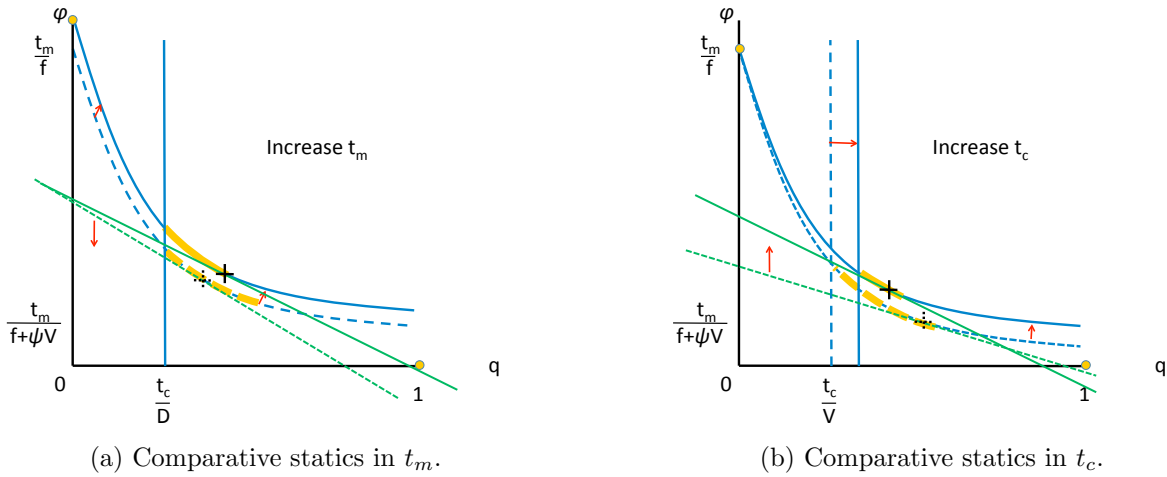 φ
t_m
f
Increase t_m
t_m
f+ψV
0
t_c
D
1
q
(a) Comparative statics in t_m.
φ
t_m
f
Increase t_c
t_m
f+ψV
0
t_c
V
1
q
(b) Comparative statics in t_c.